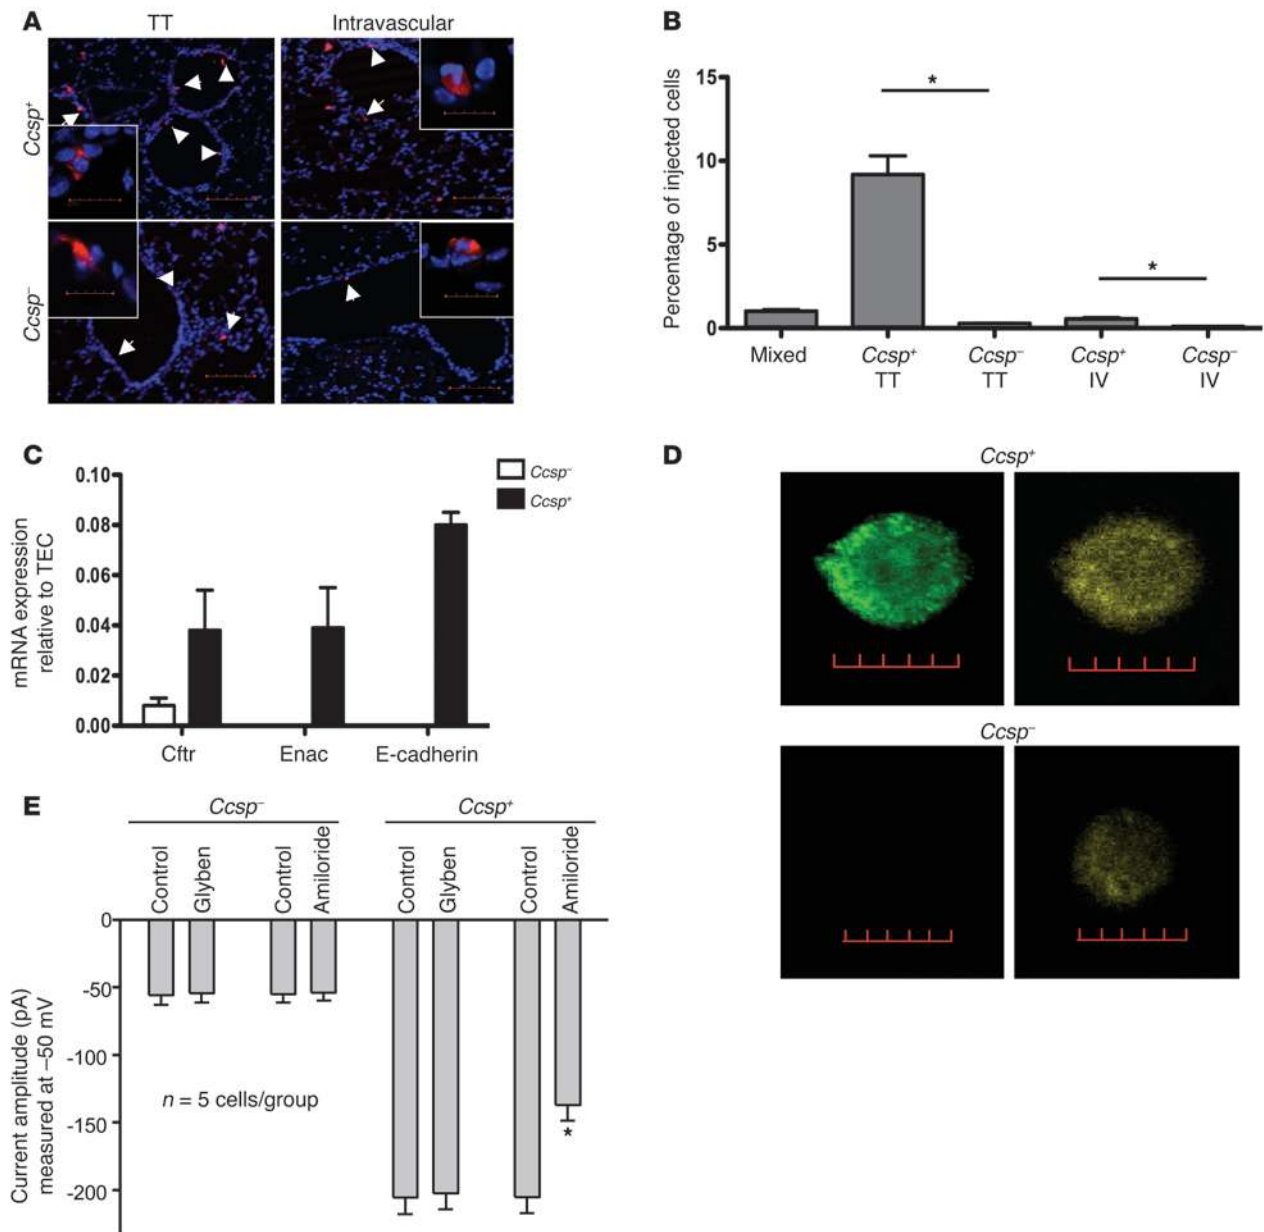 A
TT
Intravascular
Ccsp⁺
Ccsp⁻
B
Percentage of injected cells
15
10
5
0
Mixed
Ccsp⁺
TT
Ccsp⁻
TT
Ccsp⁺
IV
Ccsp⁻
IV
*
*
C
mRNA expression
relative to TEC
0.10
0.08
0.06
0.04
0.02
0.00
Cftr
Enac
E-cadherin
Ccsp⁻
Ccsp⁺
D
Ccsp⁺
Ccsp⁻
E
Ccsp⁻
Ccsp⁺
Control
Glyben
Control
Amiloride
Control
Glyben
Control
Amiloride
Current amplitude (pA)
measured at –50 mV
0
-50
-100
-150
-200
n = 5 cells/group
*